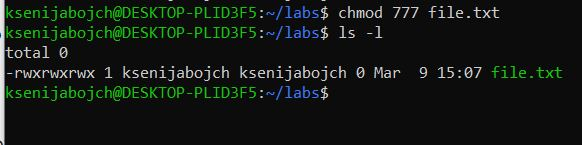 ksenijabojch@DESKTOP-PLID3F5:~/labs$ chmod 777 file.txt
ksenijabojch@DESKTOP-PLID3F5:~/labs$ ls -l
total 0
-rwxrwxrwx 1 ksenijabojch ksenijabojch 0 Mar  9 15:07 file.txt
ksenijabojch@DESKTOP-PLID3F5:~/labs$